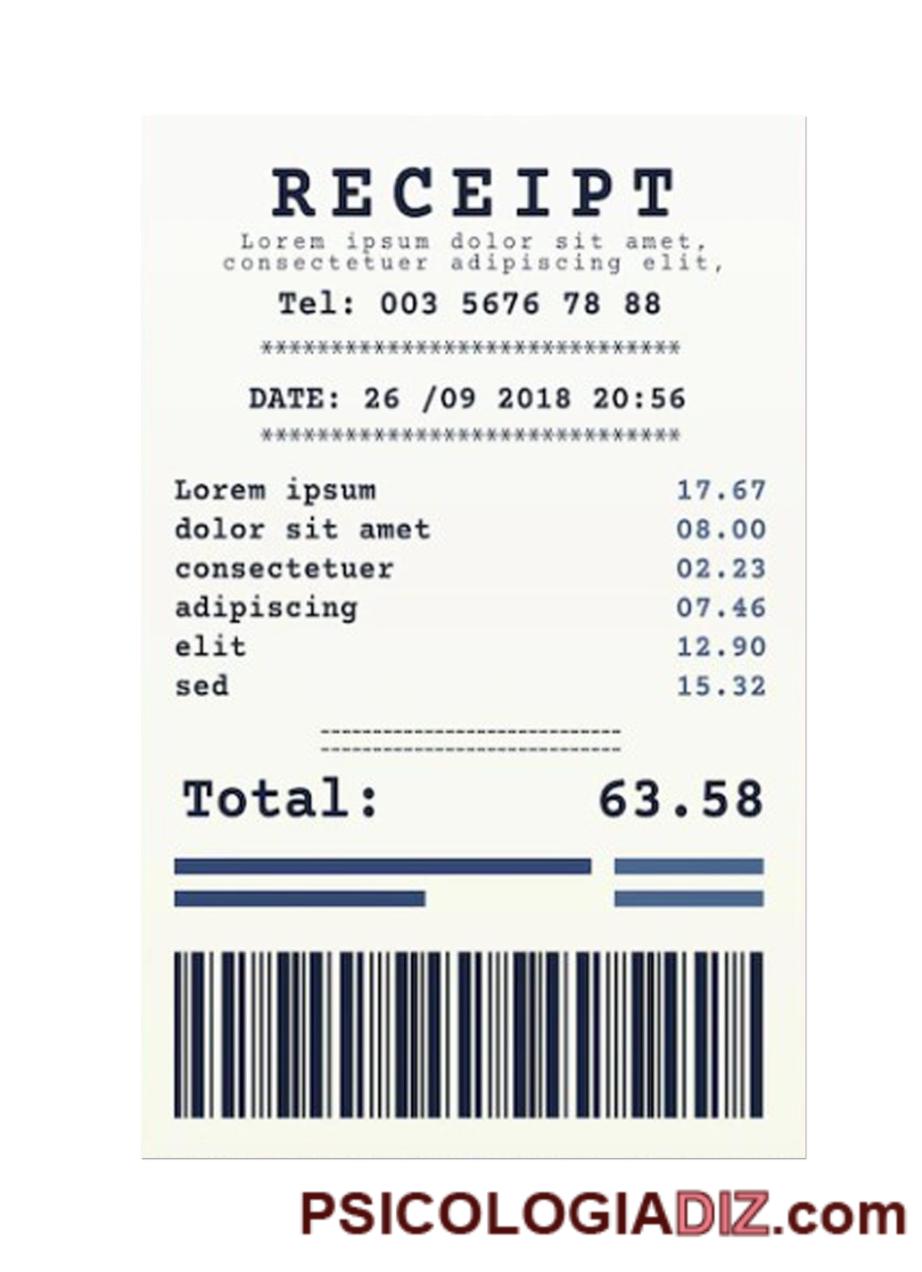 RECEIPT
Lorem ipsum dolor sit amet,
consectetuer adipiscing elit,
Tel: 003 5676 78 88
******************************
DATE: 26 /09 2018 20:56
******************************
Lorem ipsum 17.67
dolor sit amet 08.00
consectetuer 02.23
adipiscing 07.46
elit 12.90
sed 15.32
------------------------------
------------------------------
Total: 63.58
PSICOLOGIADIZ.com